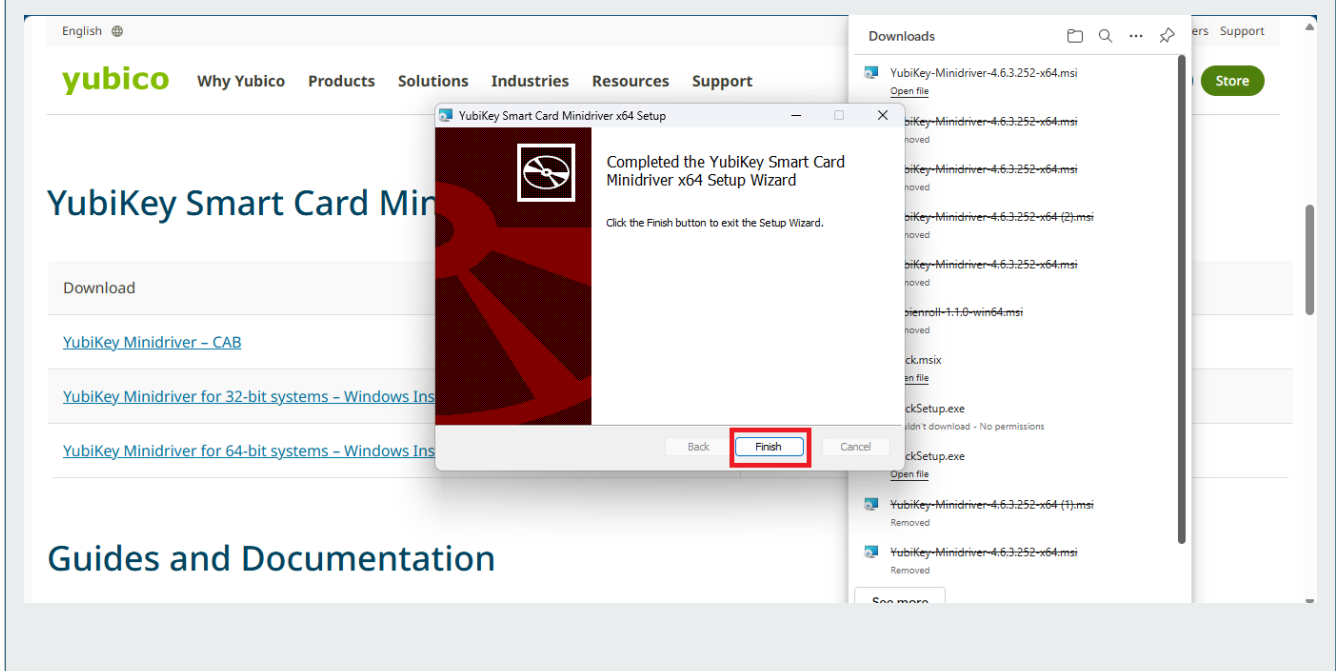 English
ers Support
yubico
Why Yubico Products Solutions Industries Resources Support
Store
YubiKey Smart Card Min
Download
YubiKey Minidriver – CAB
YubiKey Minidriver for 32-bit systems – Windows Ins
YubiKey Minidriver for 64-bit systems – Windows Ins
Guides and Documentation
YubiKey Smart Card Minidriver x64 Setup
Completed the YubiKey Smart Card
Minidriver x64 Setup Wizard
Click the Finish button to exit the Setup Wizard.
Back Finish Cancel
Downloads
YubiKey-Minidriver-4.6.3.252-x64.msi
Open file
biKey-Minidriver-4.6.3.252-x64.msi
moved
biKey-Minidriver-4.6.3.252-x64.msi
moved
biKey-Minidriver-4.6.3.252-x64 (2).msi
moved
biKey-Minidriver-4.6.3.252-x64.msi
moved
bienroll-1.1.0-win64.msi
moved
ck.msix
en file
ckSetup.exe
uldn't download - No permissions
ckSetup.exe
Open file
YubiKey-Minidriver-4.6.3.252-x64 (1).msi
Removed
YubiKey-Minidriver-4.6.3.252-x64.msi
Removed
See more